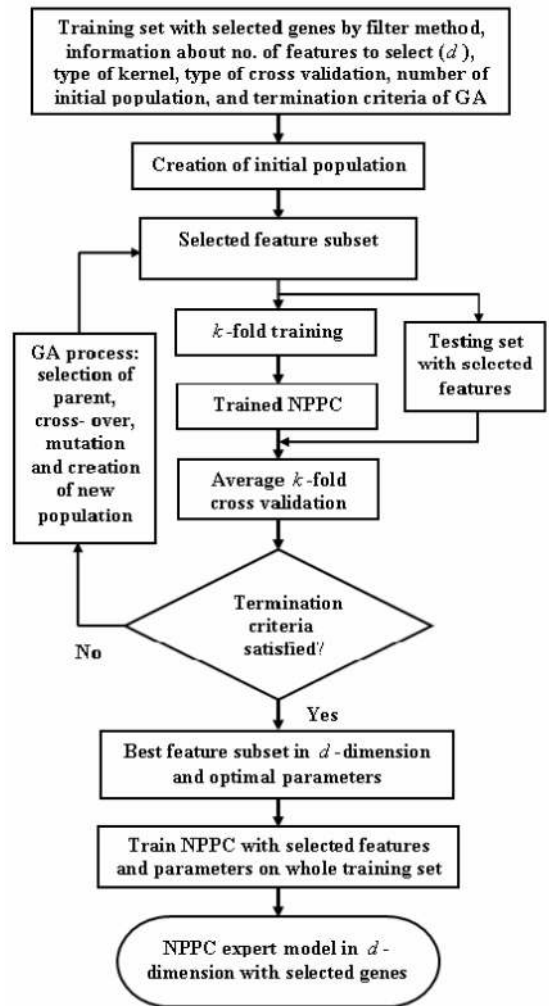 Training set with selected genes by filter method,
information about no. of features to select (d),
type of kernel, type of cross validation, number of
initial population, and termination criteria of GA
Creation of initial population
Selected feature subset
k-fold training
Trained NPPC
Testing set
with selected
features
GA process:
selection of
parent,
cross- over,
mutation
and creation
of new
population
Average k-fold
cross validation
Termination
criteria
satisfied?
No
Yes
Best feature subset in d-dimension
and optimal parameters
Train NPPC with selected features
and parameters on whole training set
NPPC expert model in d-
dimension with selected genes